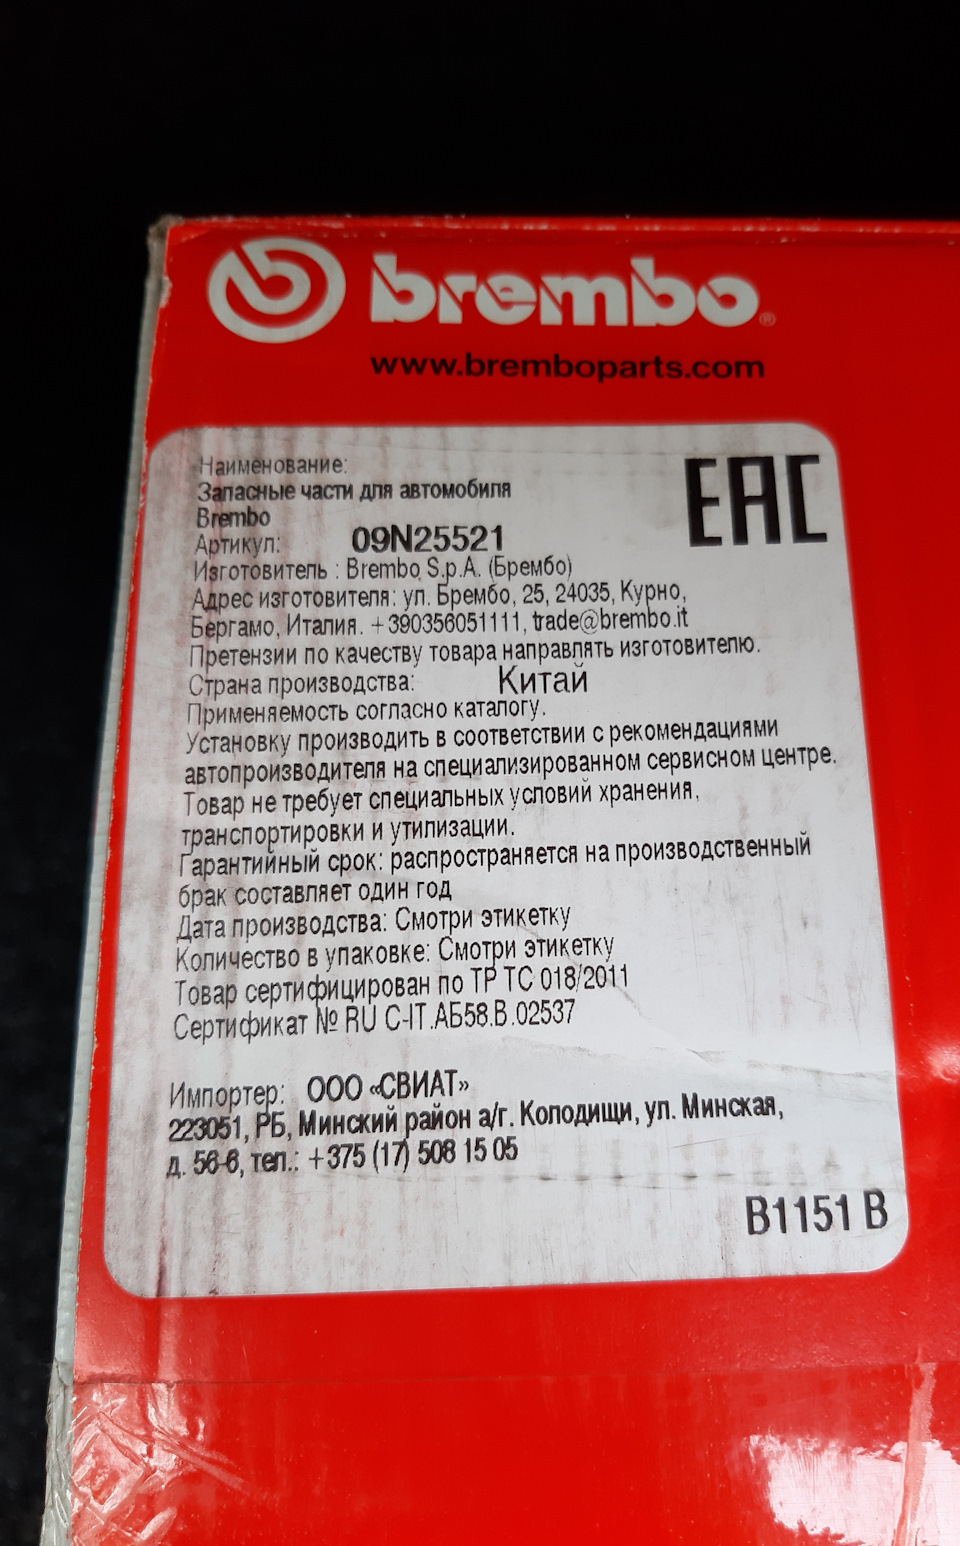 brembo®
www.bremboparts.com
Наименование:
EAC
Запасные части для автомобиля
Brembo
Артикул: 09N25521
Изготовитель : Brembo S.p.A. (Брембо)
Адрес изготовителя: ул. Брембо, 25, 24035, Курно,
Бергамо, Италия. +390356051111, trade@brembo.it
Претензии по качеству товара направлять изготовителю.
Страна производства: Китай
Применяемость согласно каталогу.
Установку производить в соответствии с рекомендациями
автопроизводителя на специализированном сервисном центре.
Товар не требует специальных условий хранения,
транспортировки и утилизации.
Гарантийный срок: распространяется на производственный
брак составляет один год
Дата производства: Смотри этикетку
Количество в упаковке: Смотри этикетку
Товар сертифицирован по ТР ТС 018/2011
Сертификат № RU C-IT.АБ58.В.02537
Импортер: ООО «СВИАТ»
223051, РБ, Минский район а/г. Колодищи, ул. Минская,
д. 56-6, тел.: +375 (17) 508 15 05
B1151 B